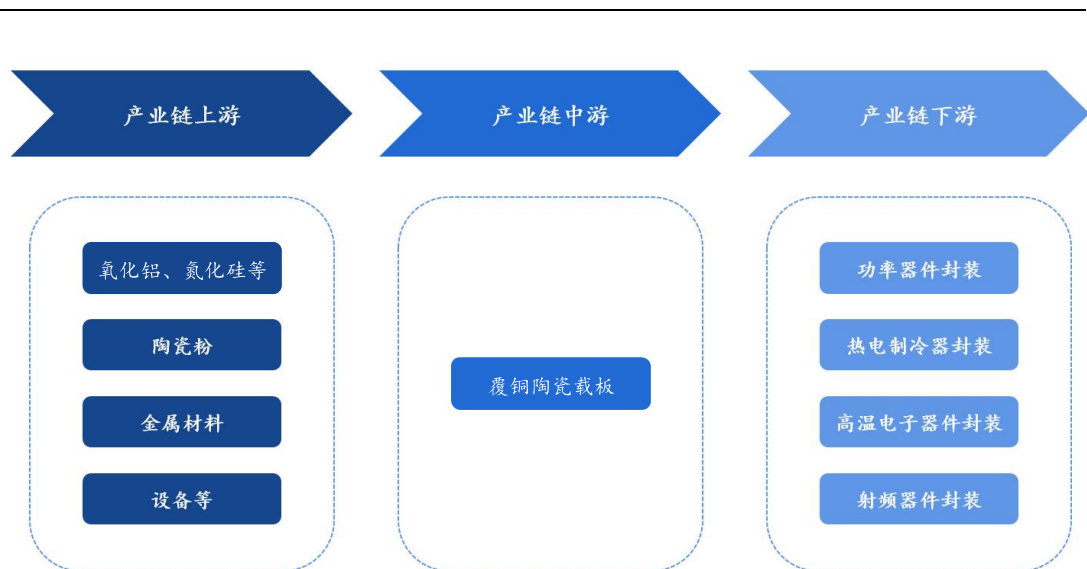 产业链上游
产业链中游
产业链下游
氧化铝、氮化硅等
陶瓷粉
金属材料
设备等
覆铜陶瓷载板
功率器件封装
热电制冷器封装
高温电子器件封装
射频器件封装